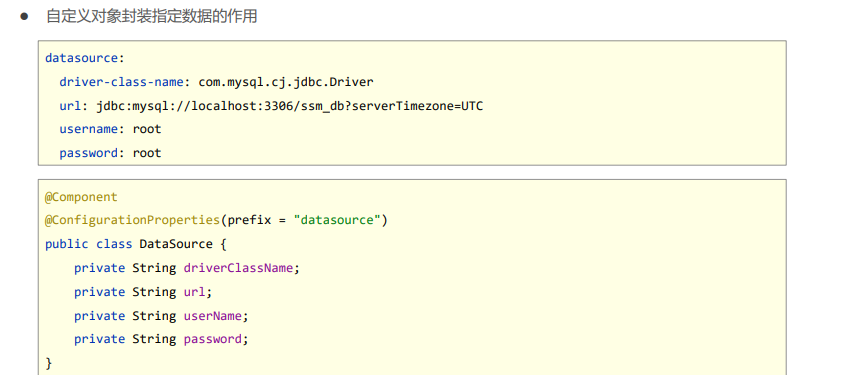 ● 自定义对象封装指定数据的作用
datasource:
  driver-class-name: com.mysql.cj.jdbc.Driver
  url: jdbc:mysql://localhost:3306/ssm_db?serverTimezone=UTC
  username: root
  password: root
@Component
@ConfigurationProperties(prefix = "datasource")
public class DataSource {
    private String driverClassName;
    private String url;
    private String userName;
    private String password;
}